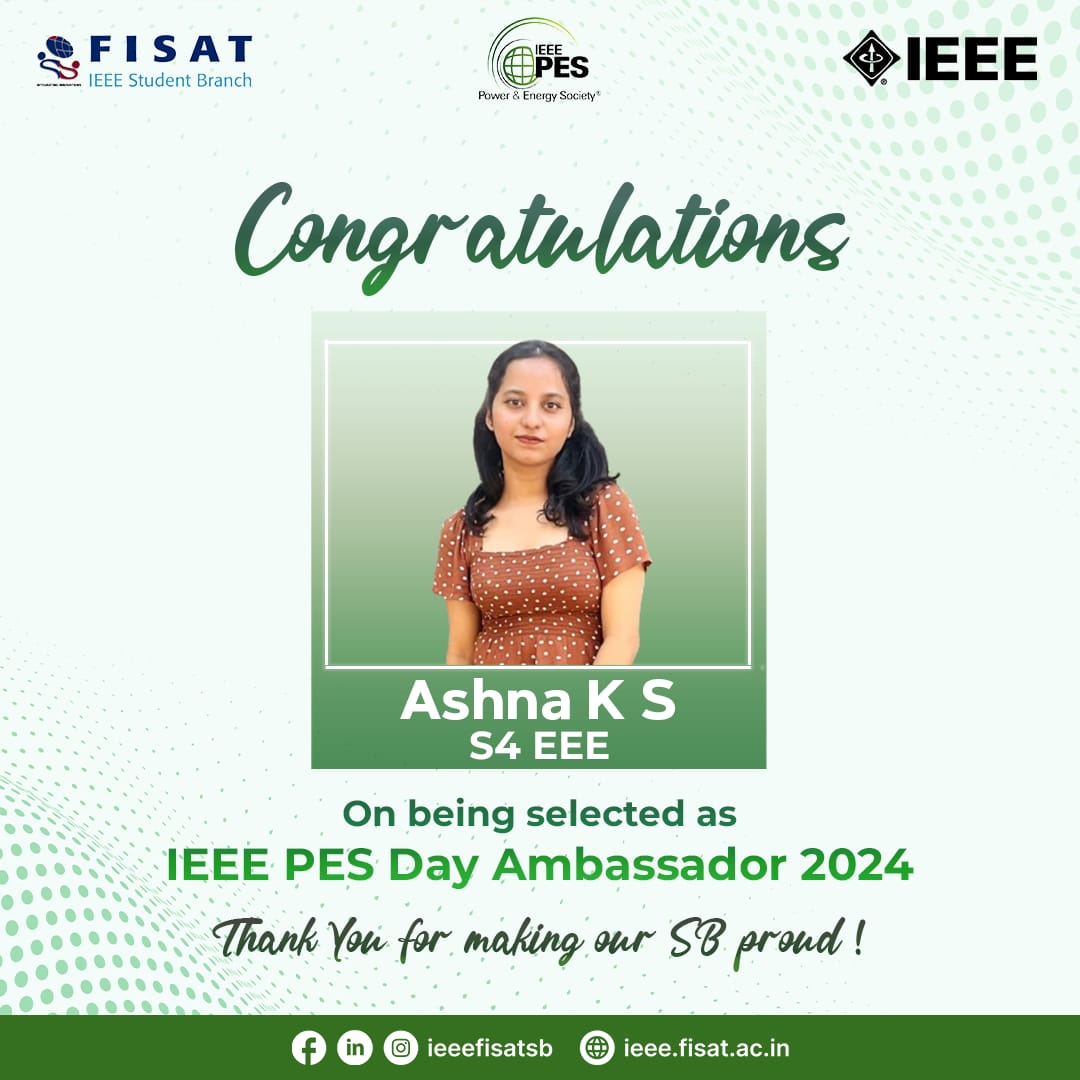 FISAT
IEEE Student Branch
IEEE
PES
Power & Energy Society®
IEEE
Congratulations
Ashna K S
S4 EEE
On being selected as
IEEE PES Day Ambassador 2024
Thank You for making our SB proud !
ieeefisatsb ieee.fisat.ac.in